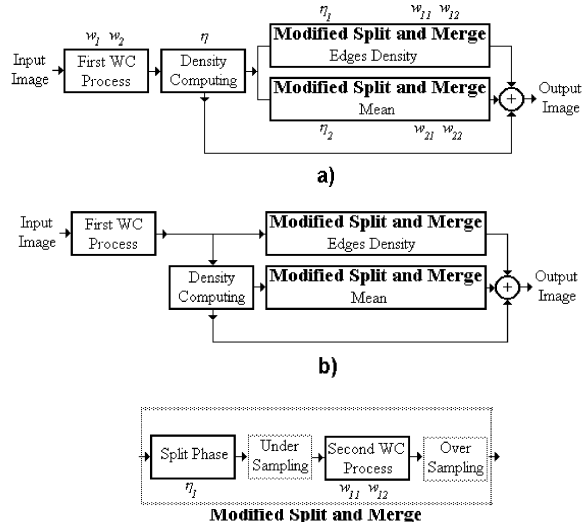 w1 w2
η
η1
w11 w12
Input
Image
First WC
Process
Density
Computing
Modified Split and Merge
Edges Density
Modified Split and Merge
Mean
+
Output
Image
η2
w21 w22
a)
Input
Image
First WC
Process
Modified Split and Merge
Edges Density
Density
Computing
Modified Split and Merge
Mean
+
Output
Image
b)
Split Phase
Under
Sampling
Second WC
Process
Over
Sampling
η1
w11 w12
Modified Split and Merge